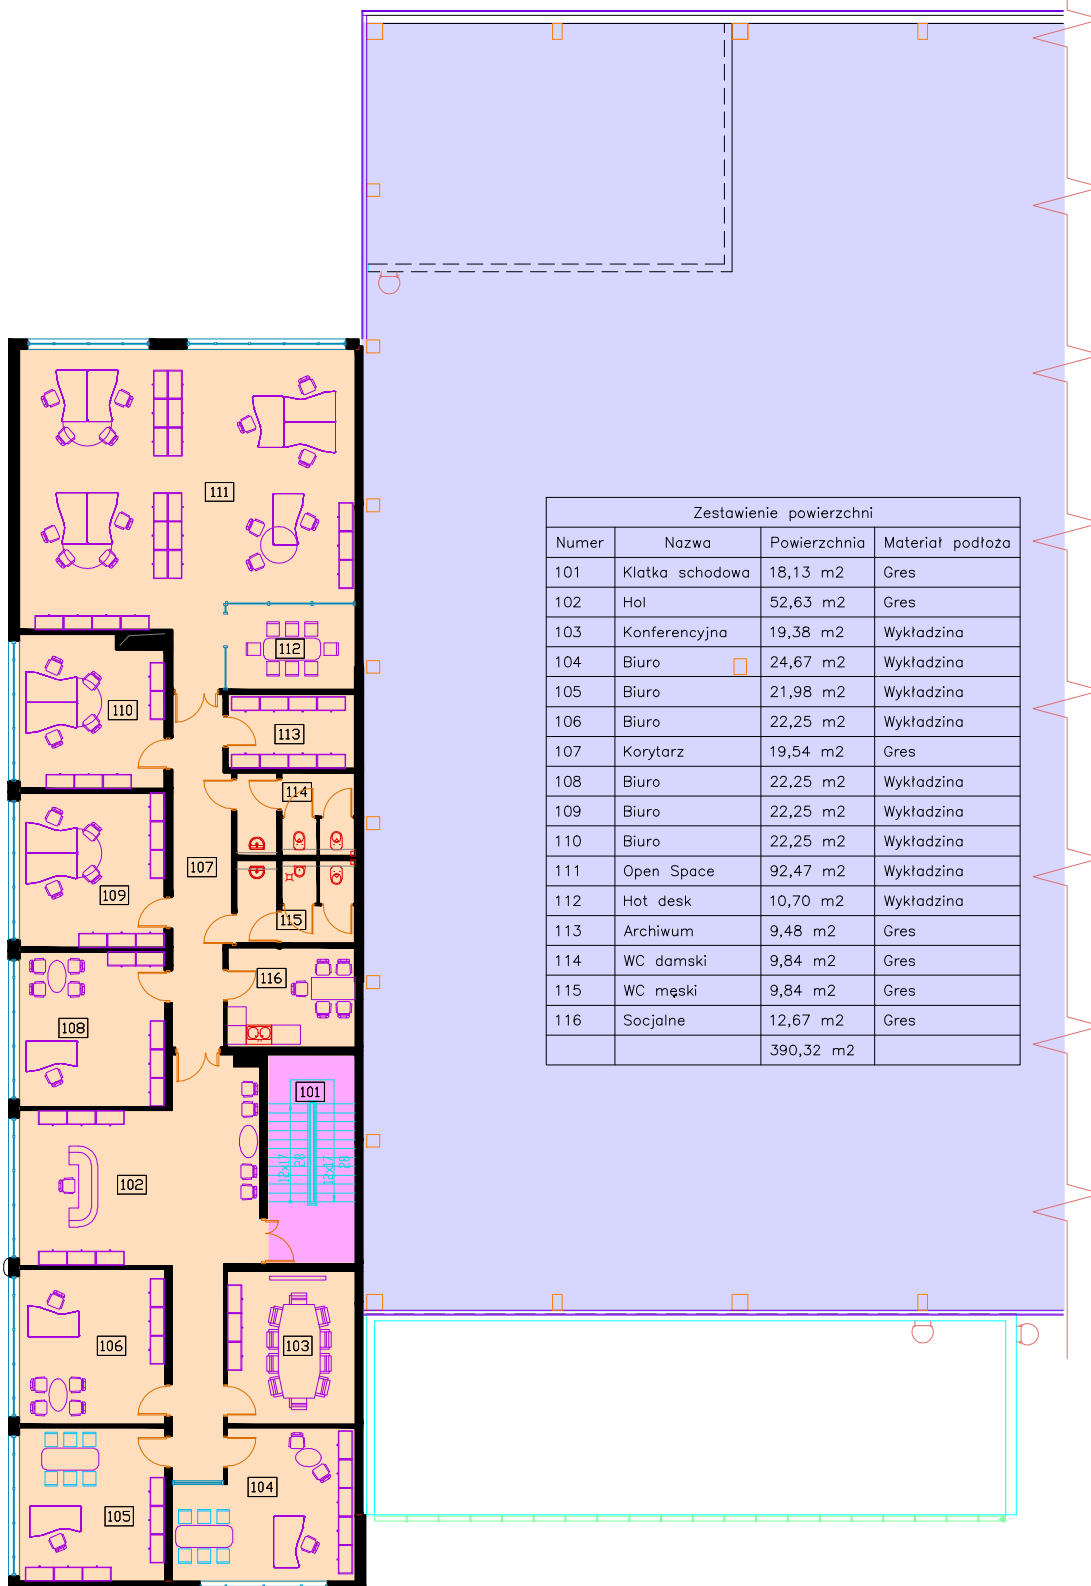 111
Zestawienie powierzchni
Numer Nazwa Powierzchnia Materiał podłoża
101 Klatka schodowa 18,13 m2 Gres
102 Hol 52,63 m2 Gres
103 Konferencyjna 19,38 m2 Wykładzina
104 Biuro 24,67 m2 Wykładzina
105 Biuro 21,98 m2 Wykładzina
106 Biuro 22,25 m2 Wykładzina
107 Korytarz 19,54 m2 Gres
108 Biuro 22,25 m2 Wykładzina
109 Biuro 22,25 m2 Wykładzina
110 Biuro 22,25 m2 Wykładzina
111 Open Space 92,47 m2 Wykładzina
112 Hot desk 10,70 m2 Wykładzina
113 Archiwum 9,48 m2 Gres
114 WC damski 9,84 m2 Gres
115 WC męski 9,84 m2 Gres
116 Socjalne 12,67 m2 Gres
390,32 m2
112
110
113
114
107
109
115
116
108
101
12x17
28
12x17
28
102
106
103
104
105